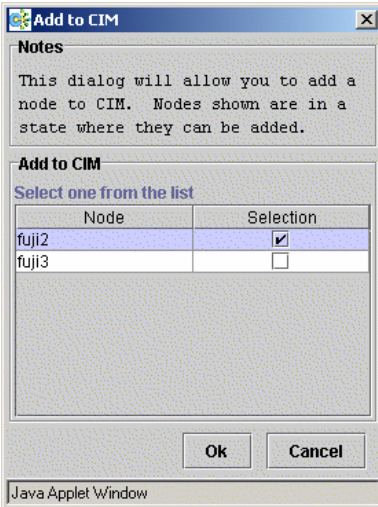 Add to CIM
Notes
This dialog will allow you to add a
node to CIM. Nodes shown are in a
state where they can be added.
Add to CIM
Select one from the list
Node Selection
fuji2
fuji3
Ok Cancel
Java Applet Window